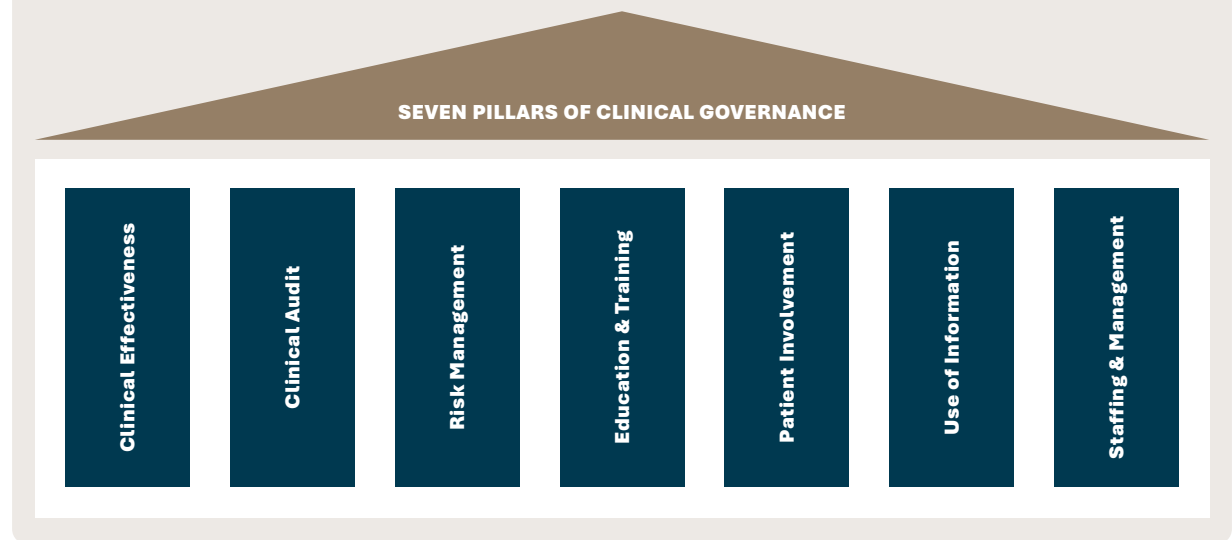 SEVEN PILLARS OF CLINICAL GOVERNANCE
Clinical Effectiveness
Clinical Audit
Risk Management
Education & Training
Patient Involvement
Use of Information
Staffing & Management